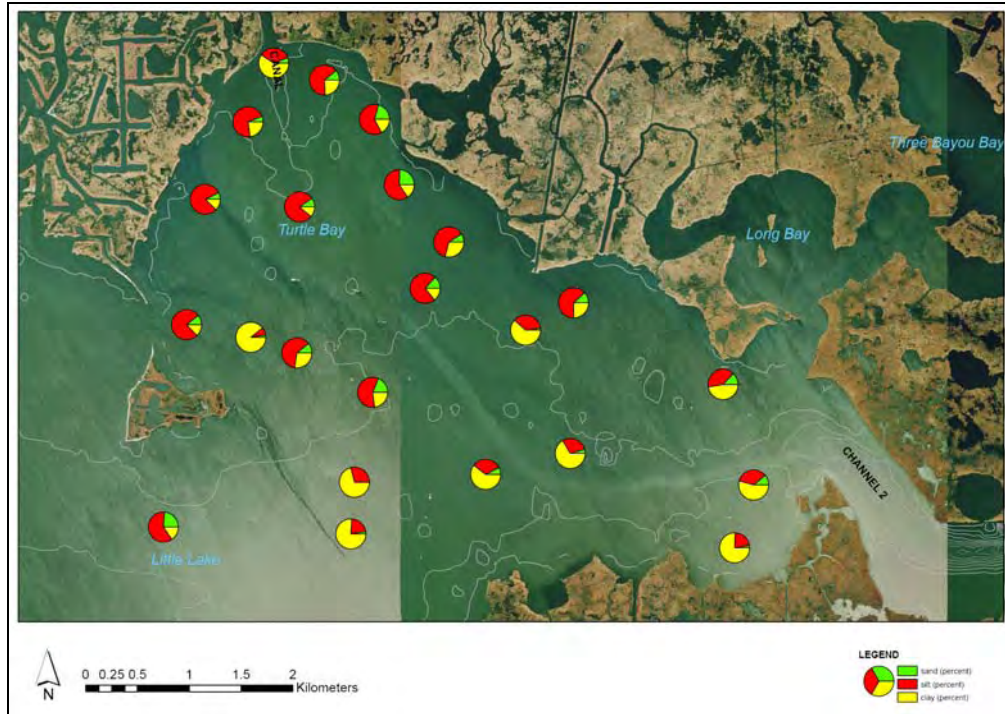 Three Bayou Bay
Turtle Bay
Long Bay
CHANNEL 2
Little Lake
N
0 0.25 0.5 1 1.5 2
Kilometers
LEGEND
sand (percent)
silt (percent)
clay (percent)